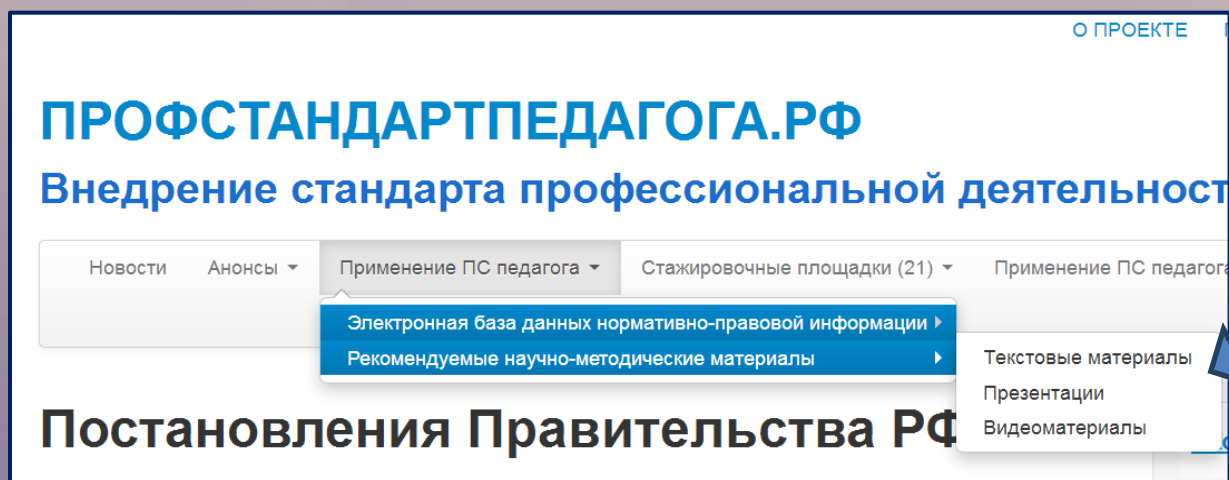 О ПРОЕКТЕ
ПРОФСТАНДАРТПЕДАГОГА.РФ
Внедрение стандарта профессиональной деятельност
Новости Анонсы Применение ПС педагога Стажировочные площадки (21) Применение ПС педагога
Электронная база данных нормативно-правовой информации
Рекомендуемые научно-методические материалы
Текстовые материалы
Презентации
Видеоматериалы
Постановления Правительства РФ